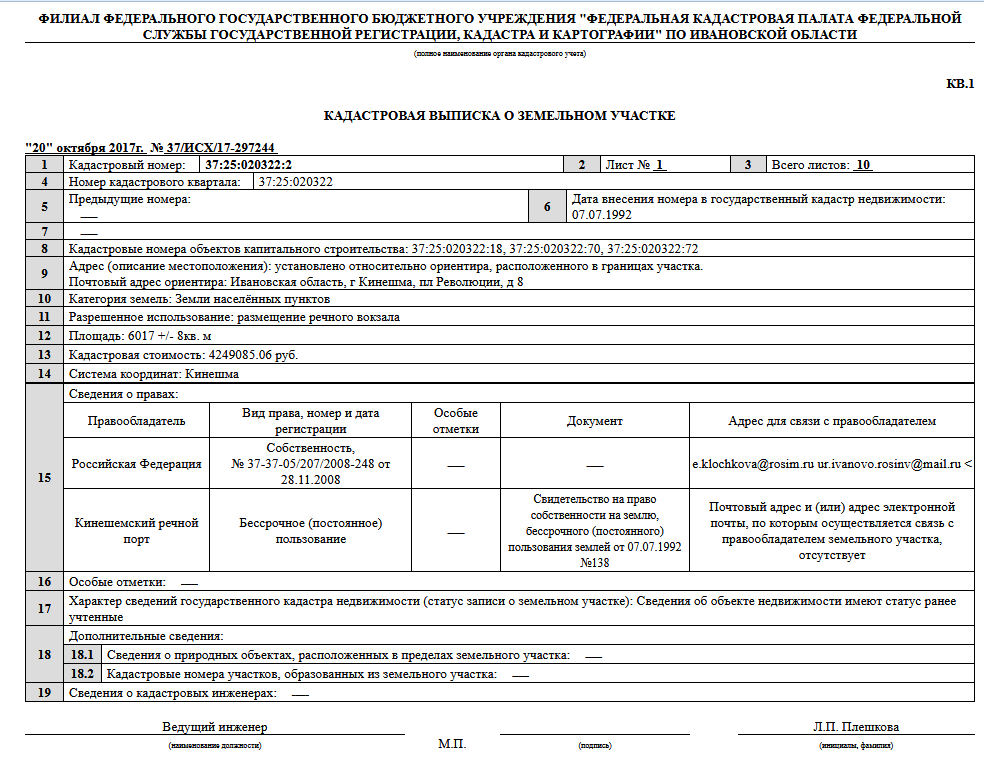 ФИЛИАЛ ФЕДЕРАЛЬНОГО ГОСУДАРСТВЕННОГО БЮДЖЕТНОГО УЧРЕЖДЕНИЯ "ФЕДЕРАЛЬНАЯ КАДАСТРОВАЯ ПАЛАТА ФЕДЕРАЛЬНОЙ
СЛУЖБЫ ГОСУДАРСТВЕННОЙ РЕГИСТРАЦИИ, КАДАСТРА И КАРТОГРАФИИ" ПО ИВАНОВСКОЙ ОБЛАСТИ
(полное наименование органа кадастрового учета)
КВ.1
КАДАСТРОВАЯ ВЫПИСКА О ЗЕМЕЛЬНОМ УЧАСТКЕ
"20" октября 2017г. № 37/ИСХ/17-297244
1 Кадастровый номер: 37:25:020322:2 2 Лист № 1 3 Всего листов: 10
4 Номер кадастрового квартала: 37:25:020322
5 Предыдущие номера:
___
6 Дата внесения номера в государственный кадастр недвижимости:
07.07.1992
7 ___
8 Кадастровые номера объектов капитального строительства: 37:25:020322:18, 37:25:020322:70, 37:25:020322:72
9 Адрес (описание местоположения): установлено относительно ориентира, расположенного в границах участка.
Почтовый адрес ориентира: Ивановская область, г Кинешма, пл Революции, д 8
10 Категория земель: Земли населённых пунктов
11 Разрешенное использование: размещение речного вокзала
12 Площадь: 6017 +/- 8кв. м
13 Кадастровая стоимость: 4249085.06 руб.
14 Система координат: Кинешма
15 Сведения о правах:
Правообладатель
Вид права, номер и дата
регистрации
Особые
отметки
Документ
Адрес для связи с правообладателем
Российская Федерация
Собственность,
№ 37-37-05/207/2008-248 от
28.11.2008
___
___
e.klochkova@rosim.ru ur.ivanovo.rosinv@mail.ru <
Кинешемский речной
порт
Бессрочное (постоянное)
пользование
___
Свидетельство на право
собственности на землю,
бессрочного (постоянного)
пользования землей от 07.07.1992
№138
Почтовый адрес и (или) адрес электронной
почты, по которым осуществляется связь с
правообладателем земельного участка,
отсутствует
16 Особые отметки: ___
17 Характер сведений государственного кадастра недвижимости (статус записи о земельном участке): Сведения об объекте недвижимости имеют статус ранее
учтенные
18 Дополнительные сведения:
18.1 Сведения о природных объектах, расположенных в пределах земельного участка: ___
18.2 Кадастровые номера участков, образованных из земельного участка: ___
19 Сведения о кадастровых инженерах: ___
Ведущий инженер
(наименование должности)
М.П.
(подпись)
Л.П. Плешкова
(инициалы, фамилия)